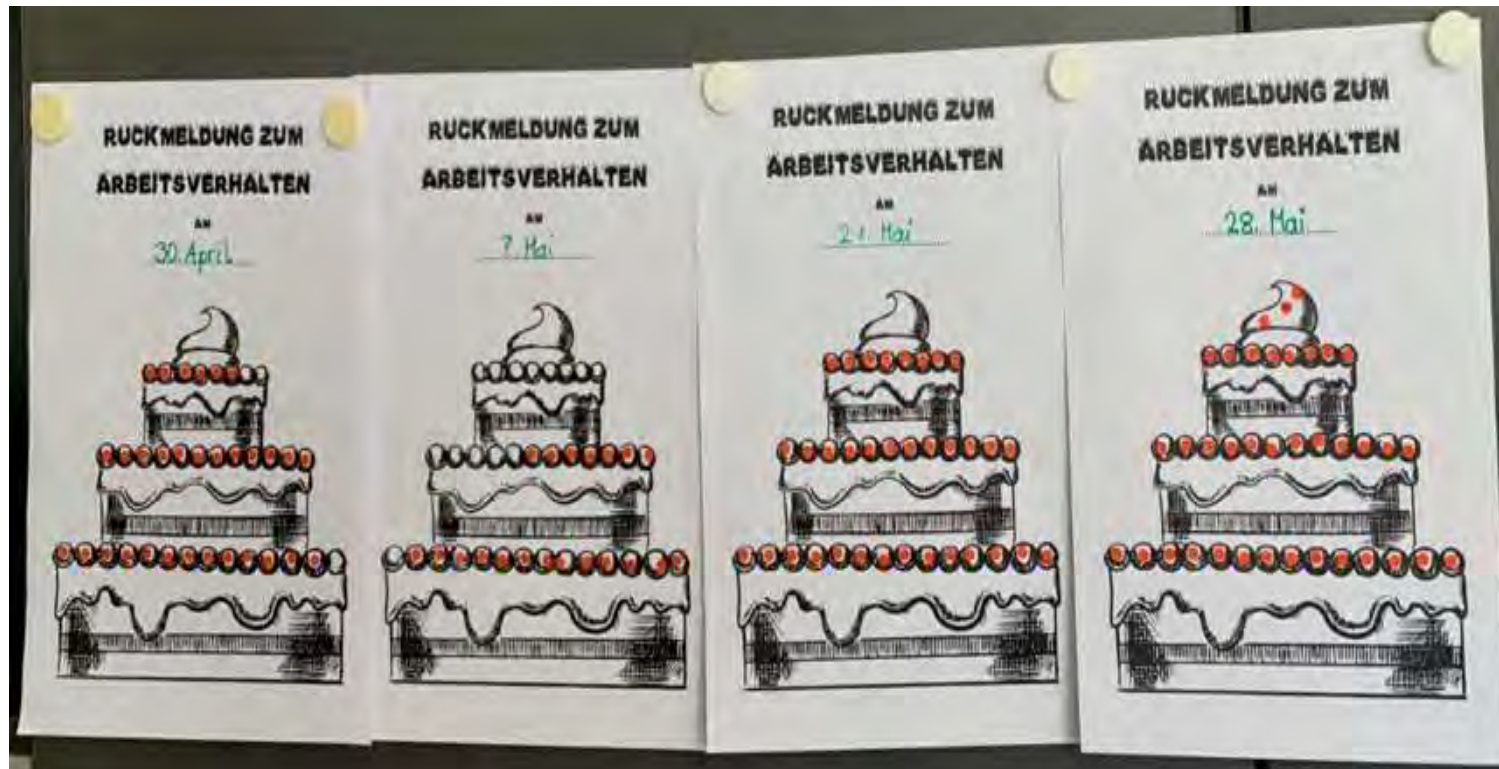 RUCKMELDUNG ZUM
ARBEITSVERHALTEN
AM
30. April
RUCKMELDUNG ZUM
ARBEITSVERHALTEN
AM
7. Mai
RUCKMELDUNG ZUM
ARBEITSVERHALTEN
AM
21. Mai
RUCKMELDUNG ZUM
ARBEITSVERHALTEN
AM
28. Mai